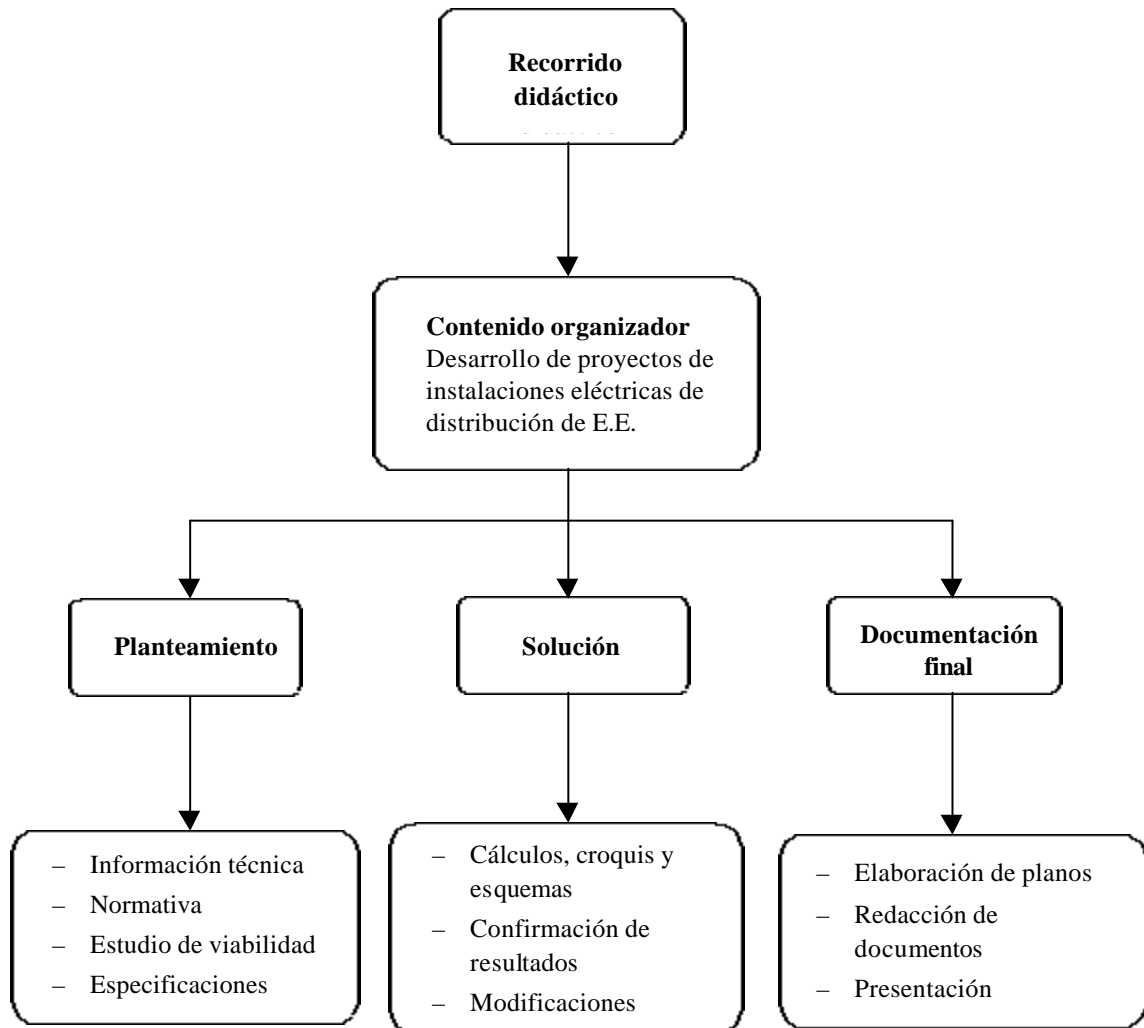 Recorrido
didáctico
Contenido organizador
Desarrollo de proyectos de
instalaciones eléctricas de
distribución de E.E.
Planteamiento
Solución
Documentación
final
– Información técnica
– Normativa
– Estudio de viabilidad
– Especificaciones
– Cálculos, croquis y
esquemas
– Confirmación de
resultados
– Modificaciones
– Elaboración de planos
– Redacción de
documentos
– Presentación